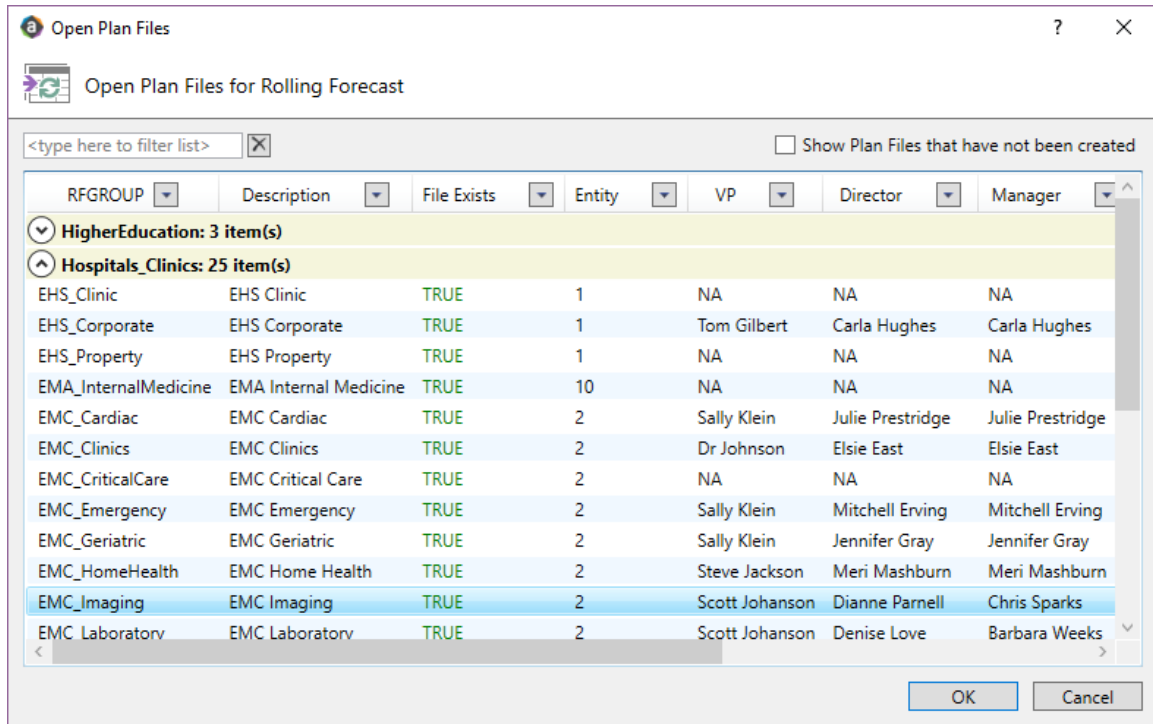 Open Plan Files ?
Open Plan Files for Rolling Forecast
<type here to filter list> Show Plan Files that have not been created
RFGROUP Description File Exists Entity VP Director Manager
HigherEducation: 3 item(s)
Hospitals_Clinics: 25 item(s)
EHS_Clinic EHS Clinic TRUE 1 NA NA NA
EHS_Corporate EHS Corporate TRUE 1 Tom Gilbert Carla Hughes Carla Hughes
EHS_Property EHS Property TRUE 1 NA NA NA
EMA_InternalMedicine EMA Internal Medicine TRUE 10 NA NA NA
EMC_Cardiac EMC Cardiac TRUE 2 Sally Klein Julie Prestridge Julie Prestridge
EMC_Clinics EMC Clinics TRUE 2 Dr Johnson Elsie East Elsie East
EMC_CriticalCare EMC Critical Care TRUE 2 NA NA NA
EMC_Emergency EMC Emergency TRUE 2 Sally Klein Mitchell Erving Mitchell Erving
EMC_Geriatric EMC Geriatric TRUE 2 Sally Klein Jennifer Gray Jennifer Gray
EMC_HomeHealth EMC Home Health TRUE 2 Steve Jackson Meri Mashburn Meri Mashburn
EMC_Imaging EMC Imaging TRUE 2 Scott Johanson Dianne Parnell Chris Sparks
EMC_Laboratory EMC Laboratory TRUE 2 Scott Johanson Denise Love Barbara Weeks
OK Cancel